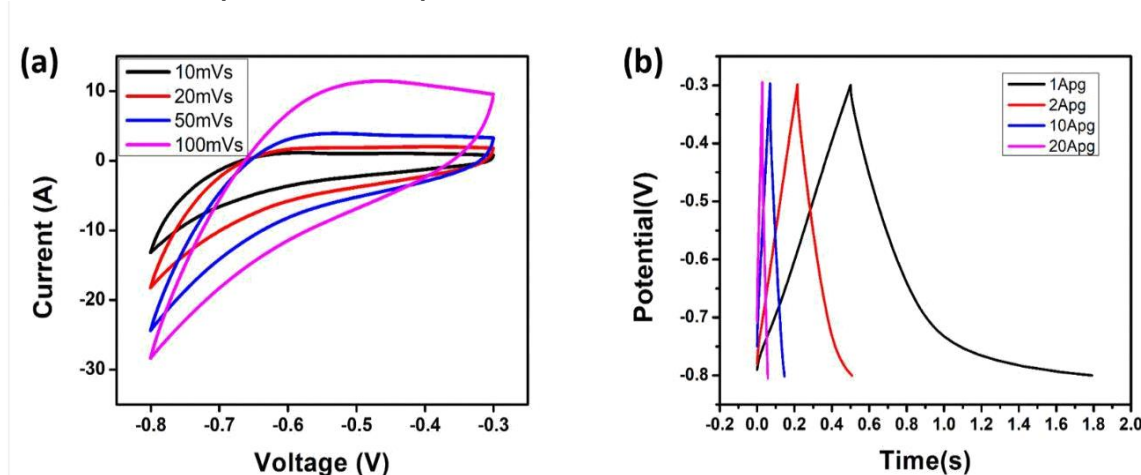 (a)
10mVs
20mVs
50mVs
100mVs
10
0
-10
-20
-30
Current (A)
-0.8 -0.7 -0.6 -0.5 -0.4 -0.3
Voltage (V)
(b)
1Apg
2Apg
10Apg
20Apg
-0.3
-0.4
-0.5
-0.6
-0.7
-0.8
Potential(V)
-0.2 0.0 0.2 0.4 0.6 0.8 1.0 1.2 1.4 1.6 1.8 2.0
Time(s)